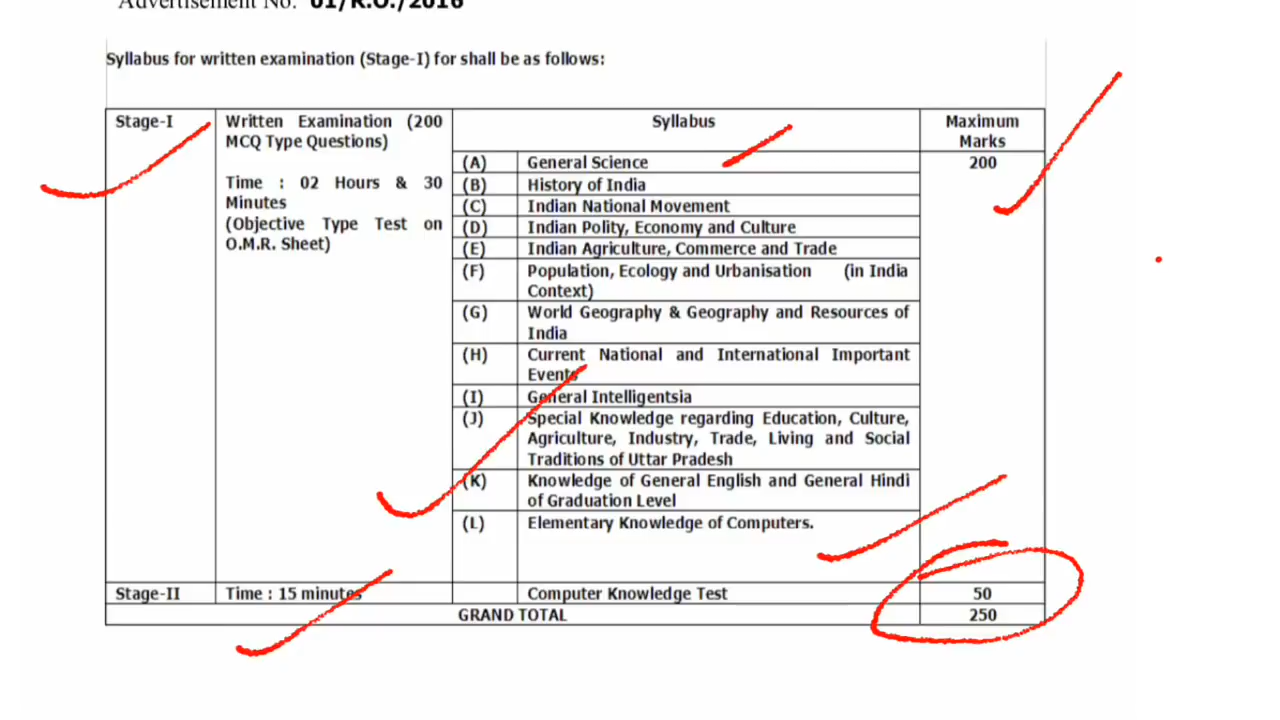 Advertisement No. 01/R.O./2016
Syllabus for written examination (Stage-I) for shall be as follows:
Stage-I
Written Examination (200
MCQ Type Questions)
Time : 02 Hours & 30
Minutes
(Objective Type Test on
O.M.R. Sheet)
Syllabus
Maximum
Marks
(A) General Science
200
(B) History of India
(C) Indian National Movement
(D) Indian Polity, Economy and Culture
(E) Indian Agriculture, Commerce and Trade
(F) Population, Ecology and Urbanisation (in India
Context)
(G) World Geography & Geography and Resources of
India
(H) Current National and International Important
Events
(I) General Intelligentsia
(J) Special Knowledge regarding Education, Culture,
Agriculture, Industry, Trade, Living and Social
Traditions of Uttar Pradesh
(K) Knowledge of General English and General Hindi
of Graduation Level
(L) Elementary Knowledge of Computers.
Stage-II Time : 15 minutes Computer Knowledge Test 50
GRAND TOTAL 250